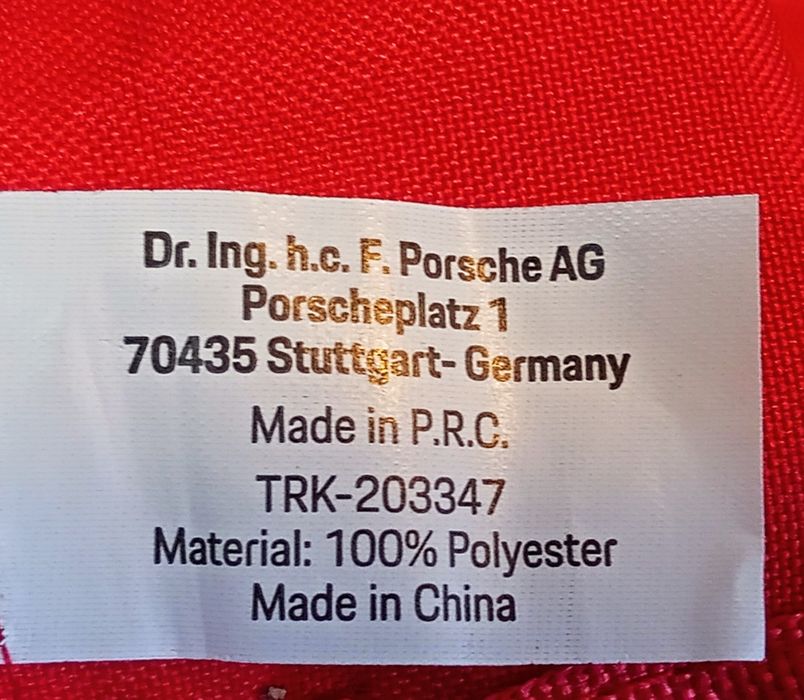 Dr. Ing. h.c. F. Porsche AG
Porscheplatz 1
70435 Stuttgart- Germany
Made in P.R.C.
TRK-203347
Material: 100% Polyester
Made in China